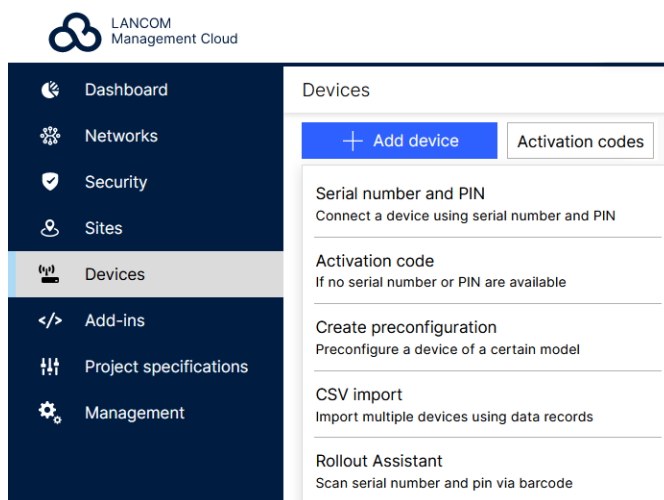 LANCOM
Management Cloud
Dashboard
Networks
Security
Sites
Devices
Add-ins
Project specifications
Management
Devices
Add device
Activation codes
Serial number and PIN
Connect a device using serial number and PIN
Activation code
If no serial number or PIN are available
Create preconfiguration
Preconfigure a device of a certain model
CSV import
Import multiple devices using data records
Rollout Assistant
Scan serial number and pin via barcode